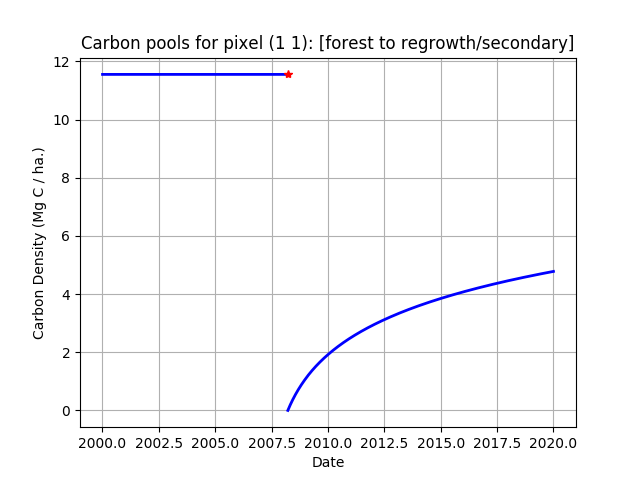 Carbon pools for pixel (1 1): [forest to regrowth/secondary]
12
10
8
6
4
2
0
Carbon Density (Mg C / ha.)
2000.0 2002.5 2005.0 2007.5 2010.0 2012.5 2015.0 2017.5 2020.0
Date